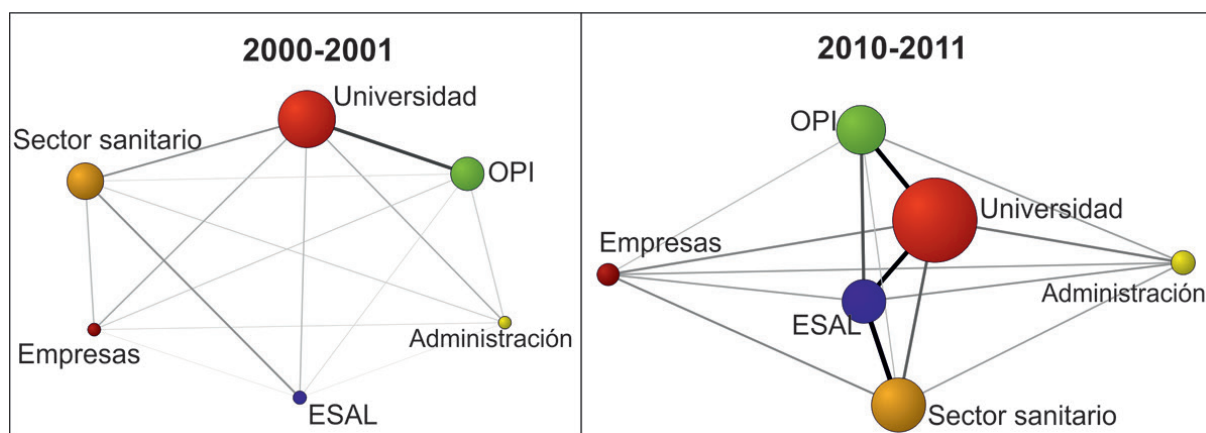 2000-2001
Universidad
Sector sanitario
OPI
Empresas
Administración
ESAL
2010-2011
OPI
Universidad
Empresas
Administración
ESAL
Sector sanitario